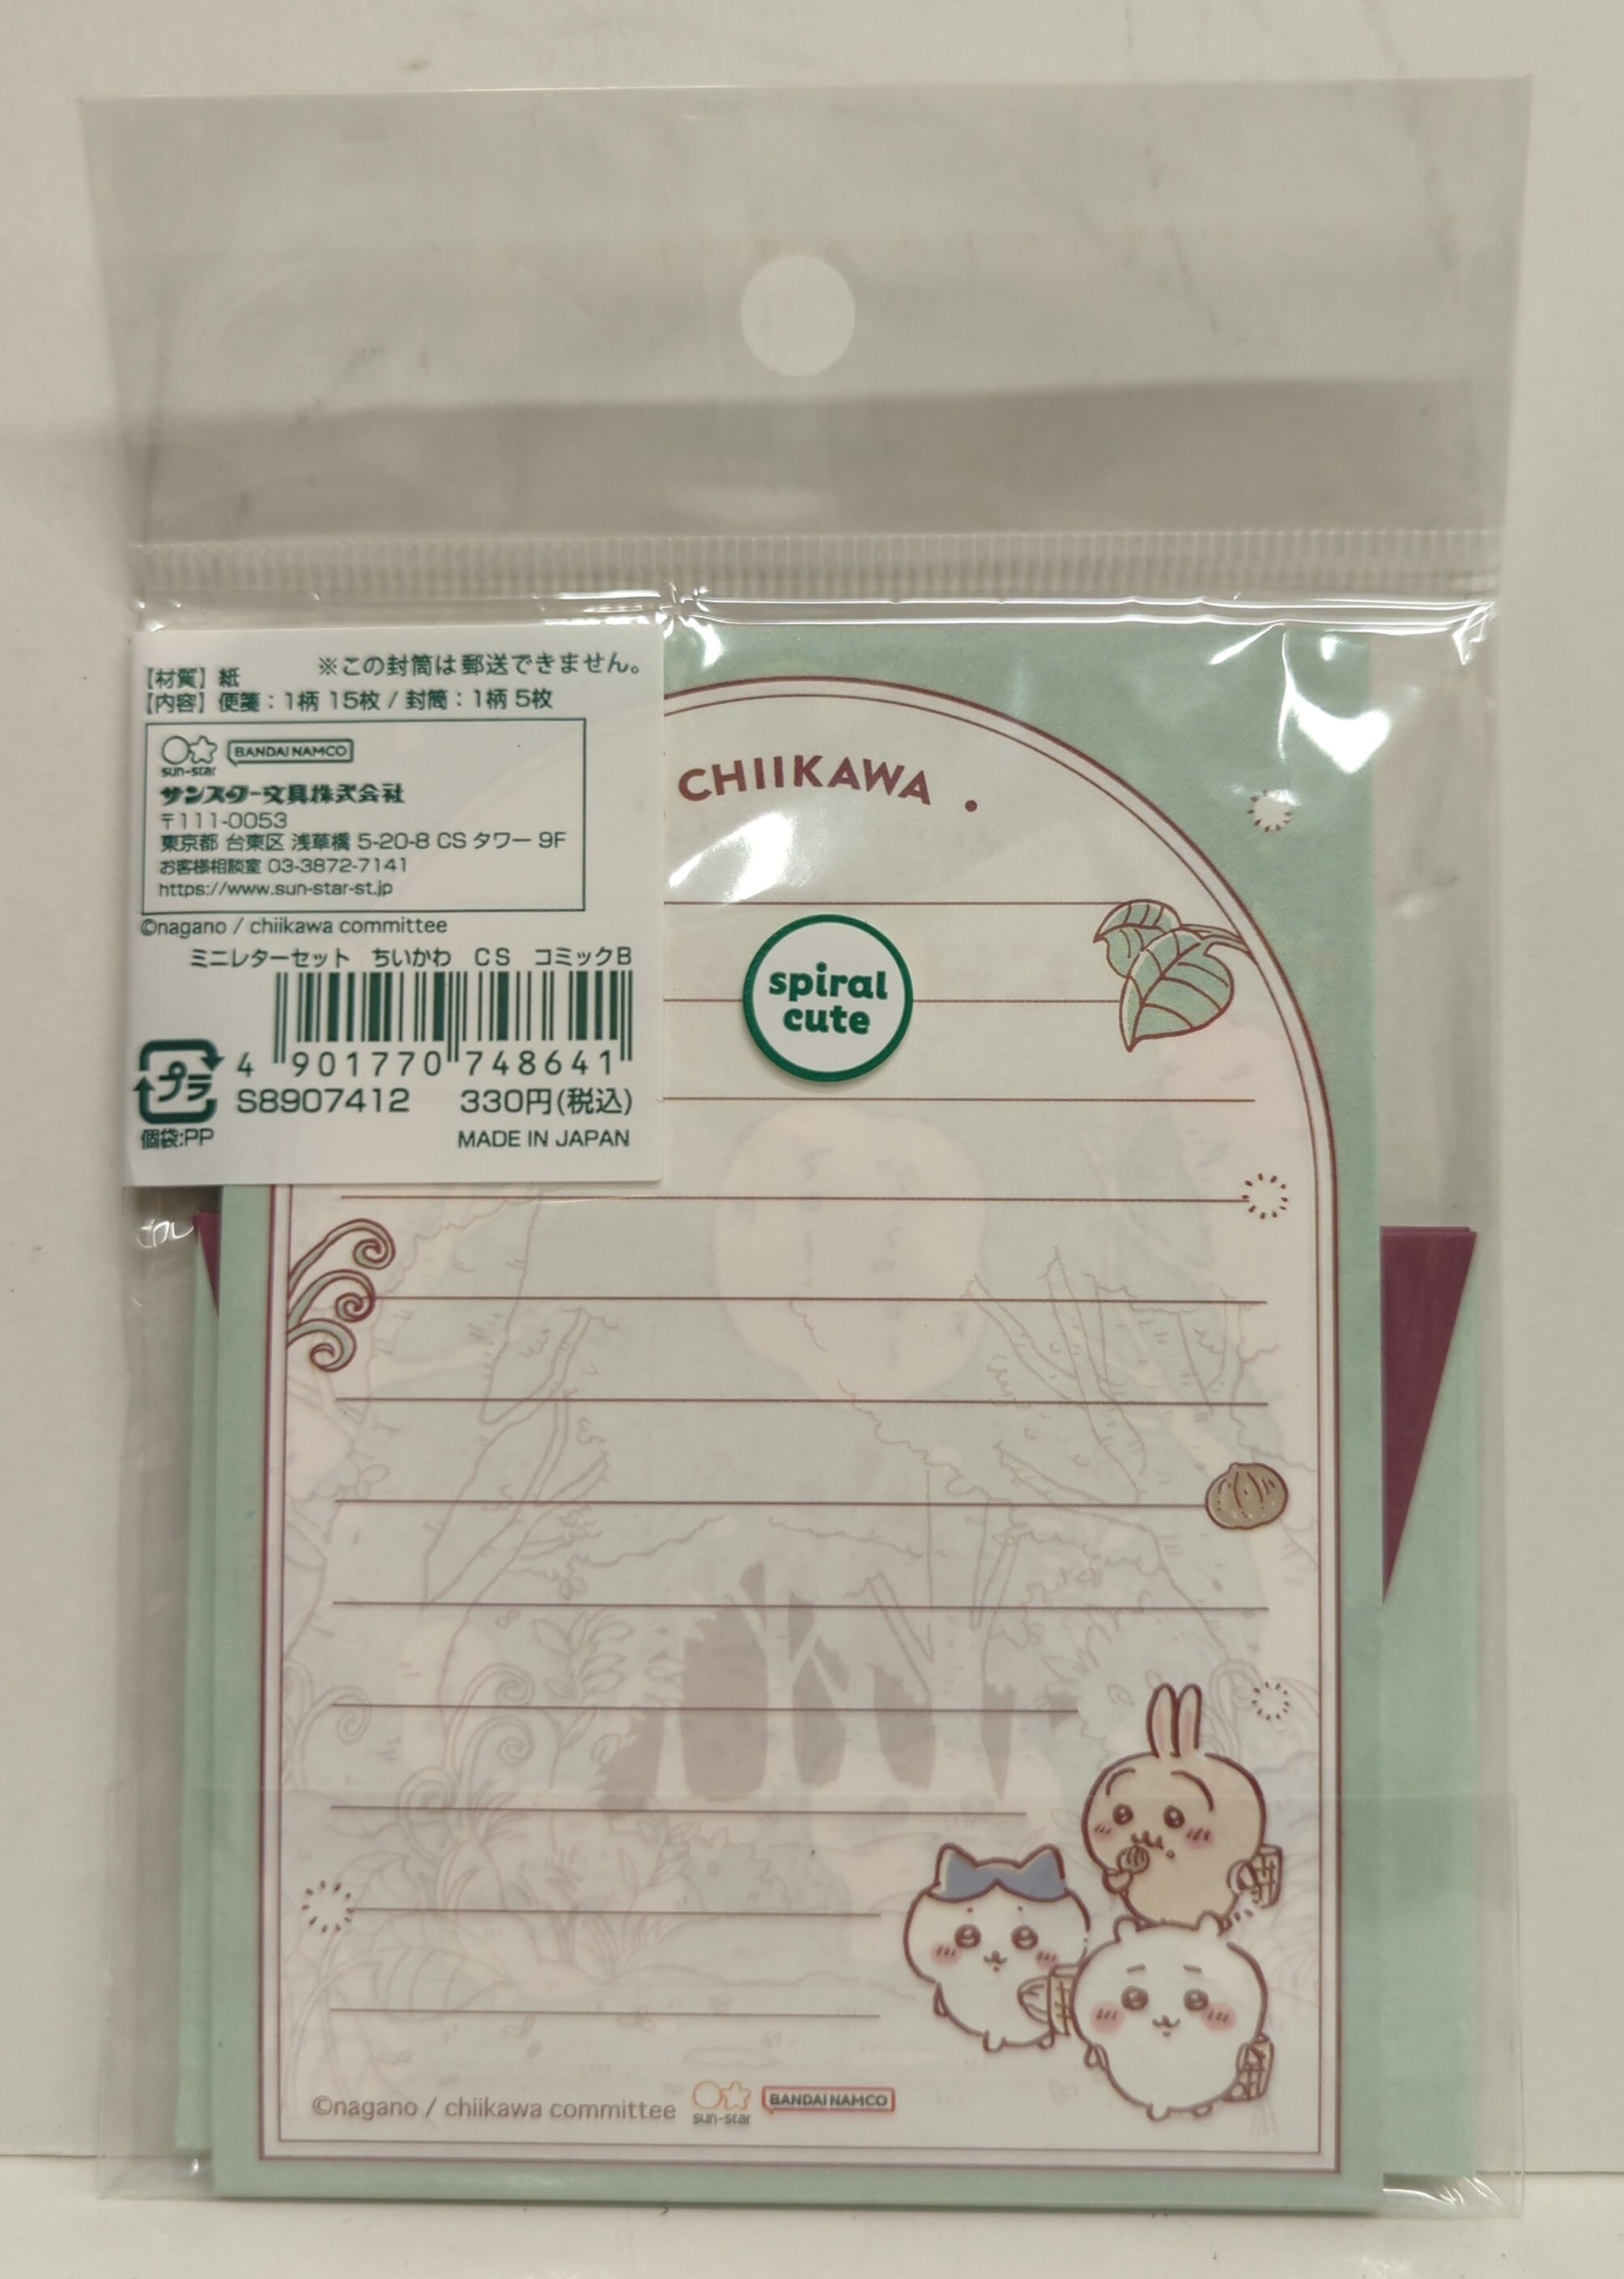 【材質】紙 ※この封筒は郵送できません。
【内容】便箋：1柄 15枚 / 封筒：1柄 5枚
sun-star BANDAI NAMCO
サンスター文具株式会社
〒111-0053
東京都 台東区 浅草橋 5-20-8 CS タワー 9F
お客様相談室 03-3872-7141
https://www.sun-star-st.jp
©nagano / chiikawa committee
ミニレターセット ちいかわ CS コミックB
4 901770 748641
プラ
S8907412 330円(税込)
個袋:PP MADE IN JAPAN
CHIIKAWA .
spiral
cute
©nagano / chiikawa committee sun-star BANDAI NAMCO